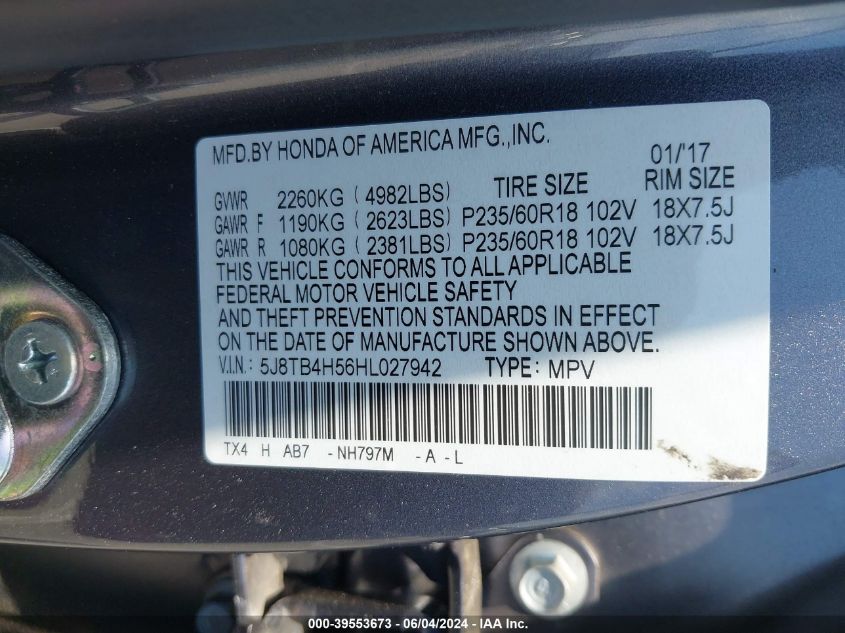 MFD.BY HONDA OF AMERICA MFG.,INC. 01/'17
TIRE SIZE RIM SIZE
GVWR 2260KG ( 4982LBS)
GAWR F 1190KG ( 2623LBS) P235/60R18 102V 18X7.5J
GAWR R 1080KG ( 2381LBS) P235/60R18 102V 18X7.5J
THIS VEHICLE CONFORMS TO ALL APPLICABLE
FEDERAL MOTOR VEHICLE SAFETY
AND THEFT PREVENTION STANDARDS IN EFFECT
ON THE DATE OF MANUFACTURE SHOWN ABOVE.
V.I.N.: 5J8TB4H56HL027942 TYPE: MPV
TX4 H AB7 -NH797M -A-L
000-39553673 - 06/04/2024 - © IAA, Inc.